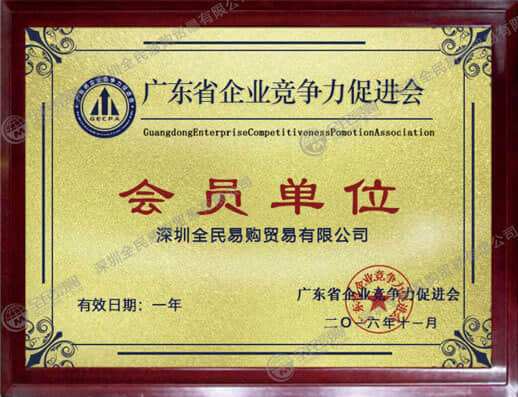 广东省企业竞争力促进会
GuangdongEnterpriseCompetitivenessPomotionAssociation
GECPA
会员单位
深圳全民易购贸易有限公司
有效日期：一年
广东省企业竞争力促进会
二〇一六年十一月